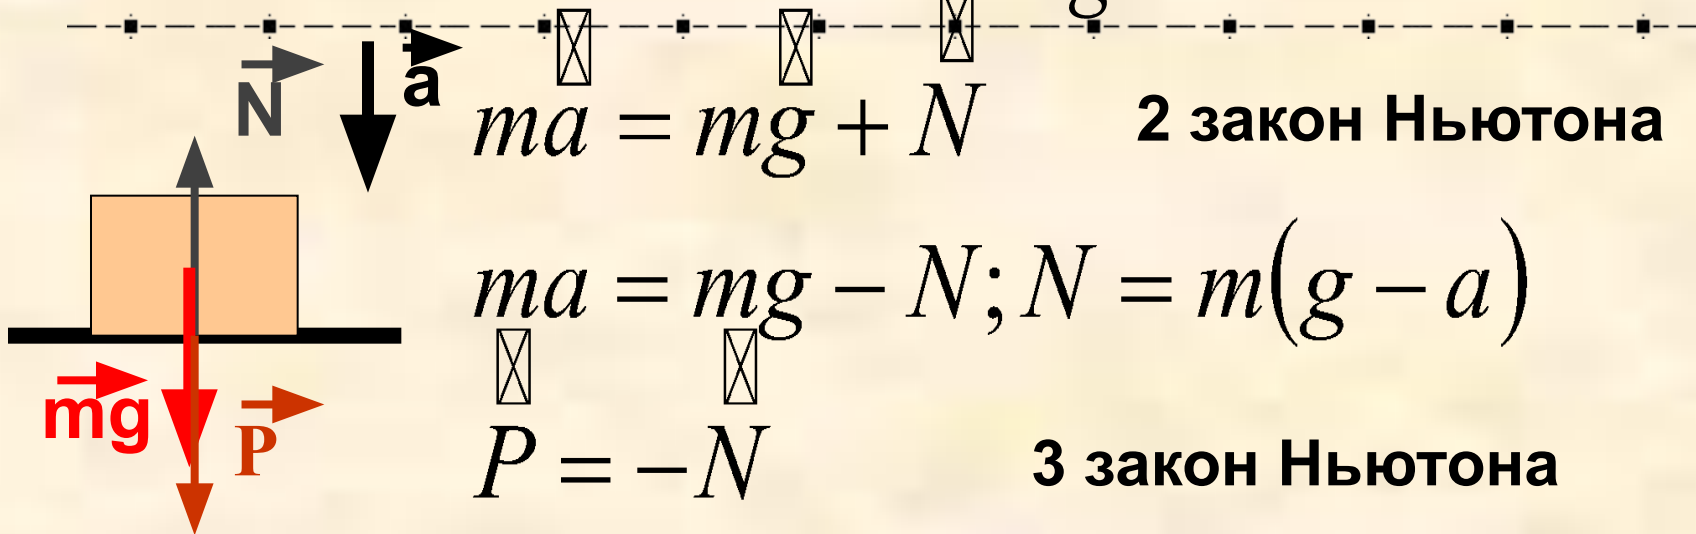 g
N a
ma = mg + N 2 закон Ньютона
ma = mg − N; N = m(g − a)
mg P
P = −N 3 закон Ньютона